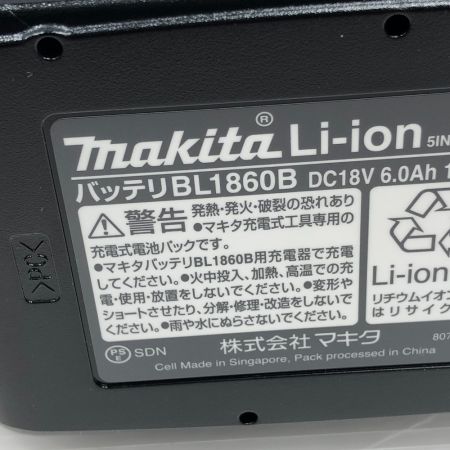 makita® Li-ion 5IN
バッテリBL1860B DC18V 6.0Ah 1
警告 発熱・発火・破裂の恐れあり
●マキタ充電式工具専用の
充電式電池パックです。
●マキタバッテリBL1860B用充電器で充電
してください。●火中投入、加熱、高温での充
電・使用・放置をしないでください。●変形や
ショートさせたり、分解・修理・改造をしないで
ください。●雨や水にぬらさないでください。
Li-ion
リチウムイオン
はリサイク
PS E SDN 株式会社 マキタ 807
Cell Made in Singapore, Pack processed in China
>PC<